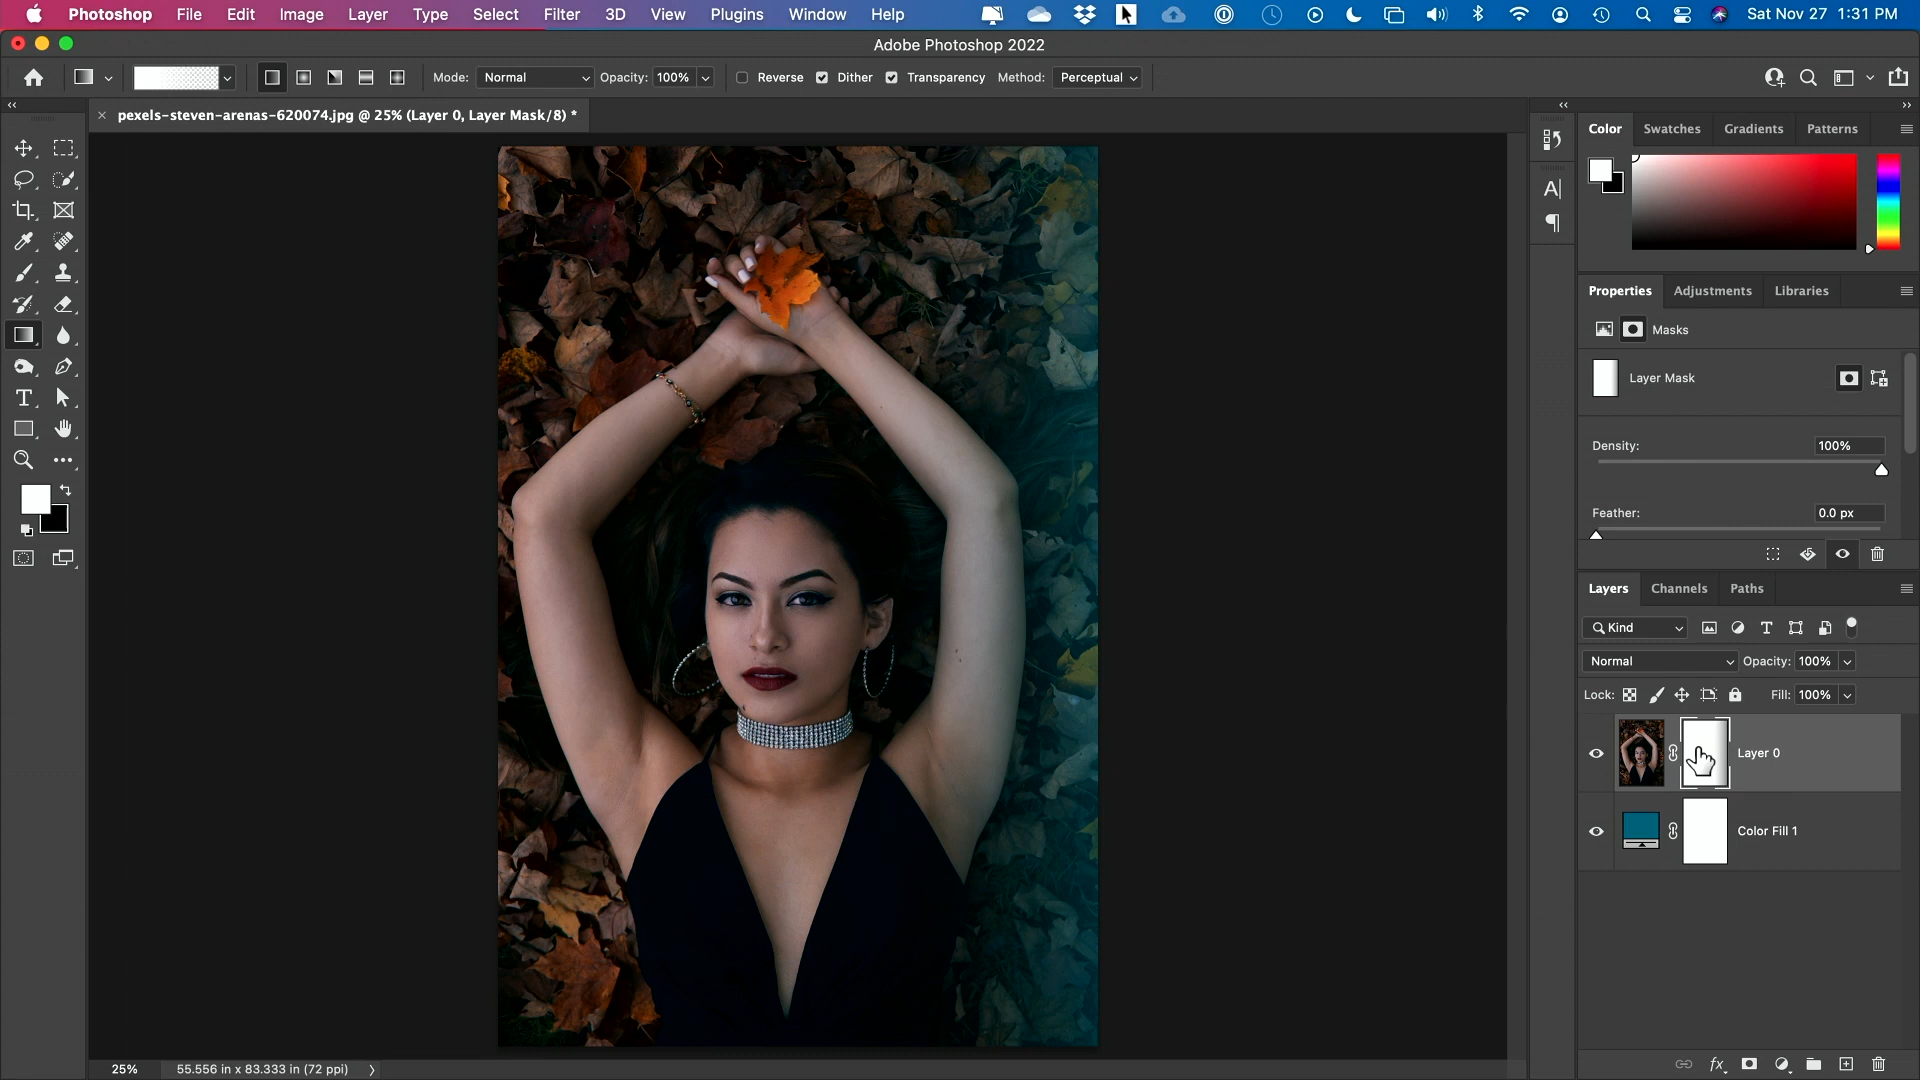 Photoshop File Edit Image Layer Type Select Filter 3D View Plugins Window Help Sat Nov 27 1:31 PM
Adobe Photoshop 2022
Mode: Normal Opacity: 100% Reverse Dither Transparency Method: Perceptual
pexels-steven-arenas-620074.jpg @ 25% (Layer 0, Layer Mask/8) *
Color Swatches Gradients Patterns
Properties Adjustments Libraries
Masks
Layer Mask
Density: 100%
Feather: 0.0 px
Layers Channels Paths
Kind
Normal Opacity: 100%
Lock: Fill: 100%
Layer 0
Color Fill 1
25% 55.556 in x 83.333 in (72 ppi)